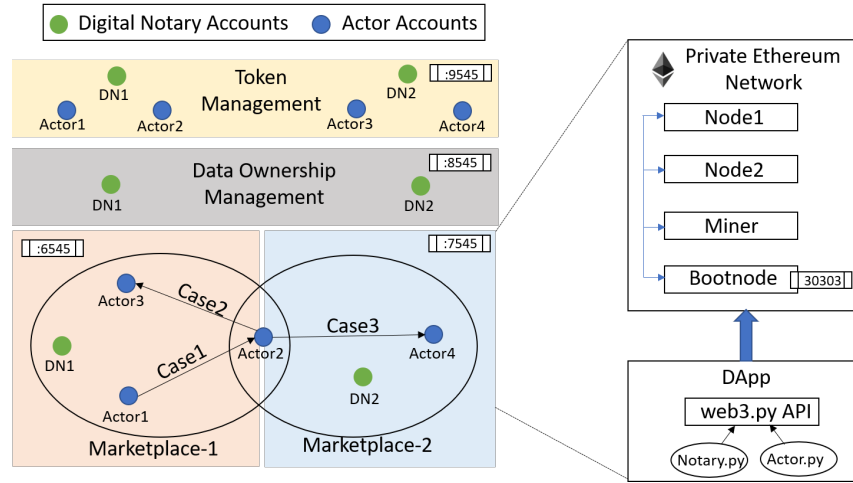 Digital Notary Accounts
Actor Accounts
Token
Management
:9545
DN1
DN2
Actor1
Actor2
Actor3
Actor4
Data Ownership
Management
:8545
DN1
DN2
:6545
:7545
Actor3
Case2
Case3
DN1
Case1
Actor2
Actor4
DN2
Actor1
Marketplace-1
Marketplace-2
Private Ethereum
Network
Node1
Node2
Miner
Bootnode
30303
DApp
web3.py API
Notary.py
Actor.py